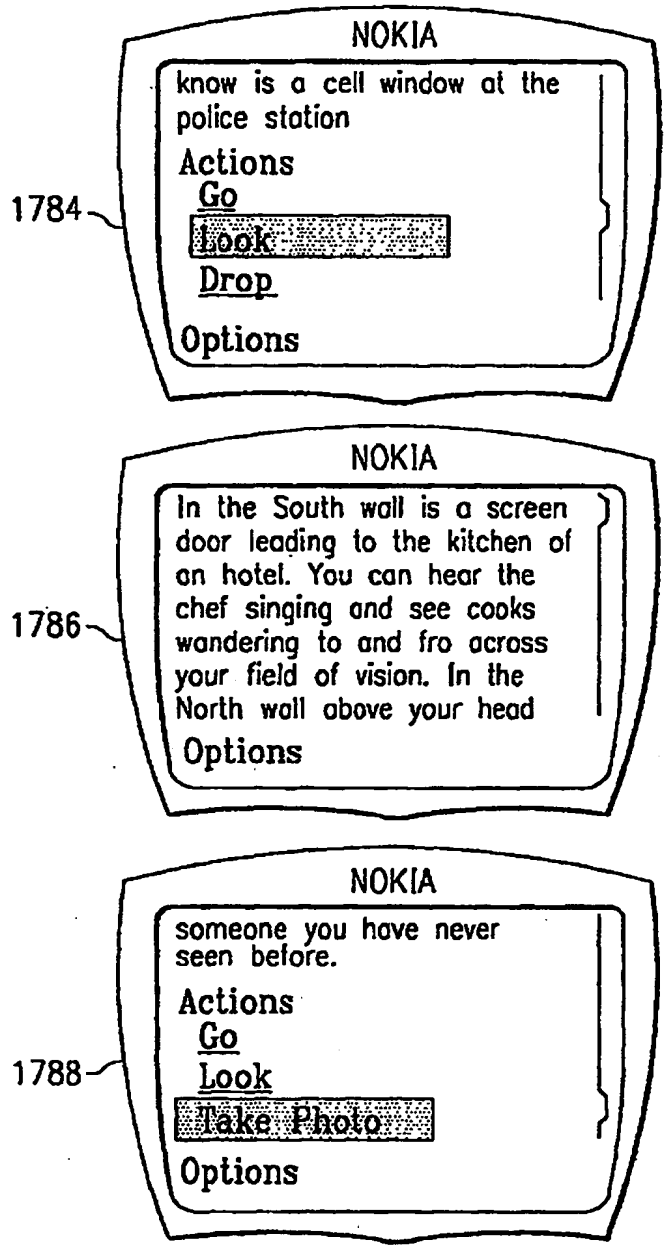 NOKIA
know is a cell window at the
police station
Actions
Go
1784
Look
Drop
Options
NOKIA
In the South wall is a screen
door leading to the kitchen of
an hotel. You can hear the
chef singing and see cooks
1786
wandering to and fro across
your field of vision. In the
North wall above your head
Options
NOKIA
someone you have never
seen before.
Actions
Go
1788
Look
Take Photo
Options